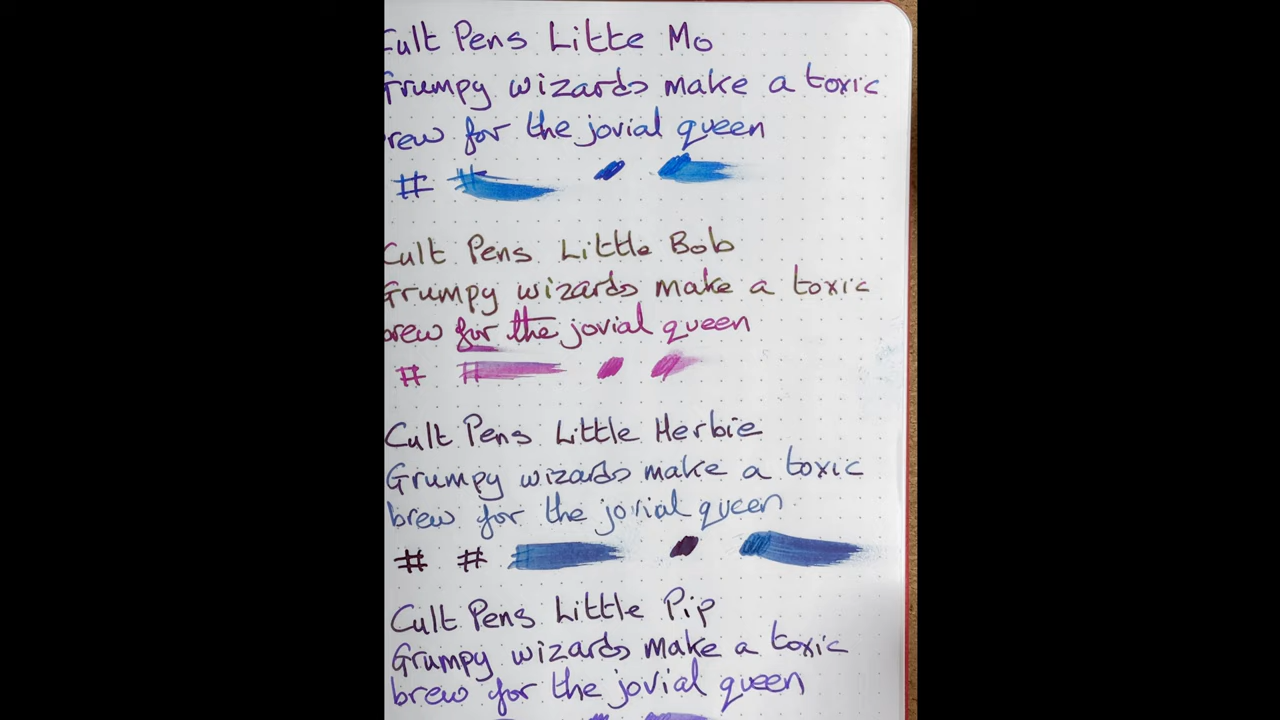 Cult Pens Litte Mo
Grumpy wizards make a toxic
rew for the jovial queen
# #
Cult Pens Little Bob
Grumpy wizards make a toxic
brew for the jovial queen
# #
Cult Pens Little Herbie
Grumpy wizards make a toxic
brew for the jovial queen
# #
Cult Pens Little Pip
Grumpy wizards make a toxic
brew for the jovial queen